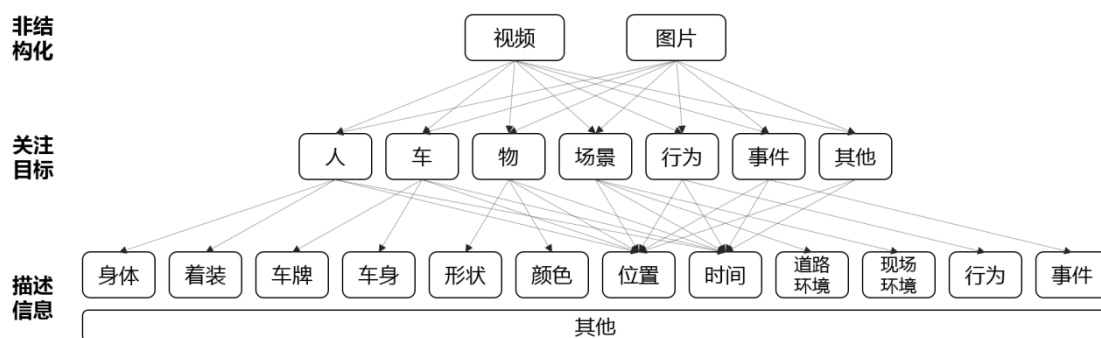 非结
构化
视频
图片
关注
目标
人
车
物
场景
行为
事件
其他
描述
信息
身体
着装
车牌
车身
形状
颜色
位置
时间
道路
环境
现场
环境
行为
事件
其他